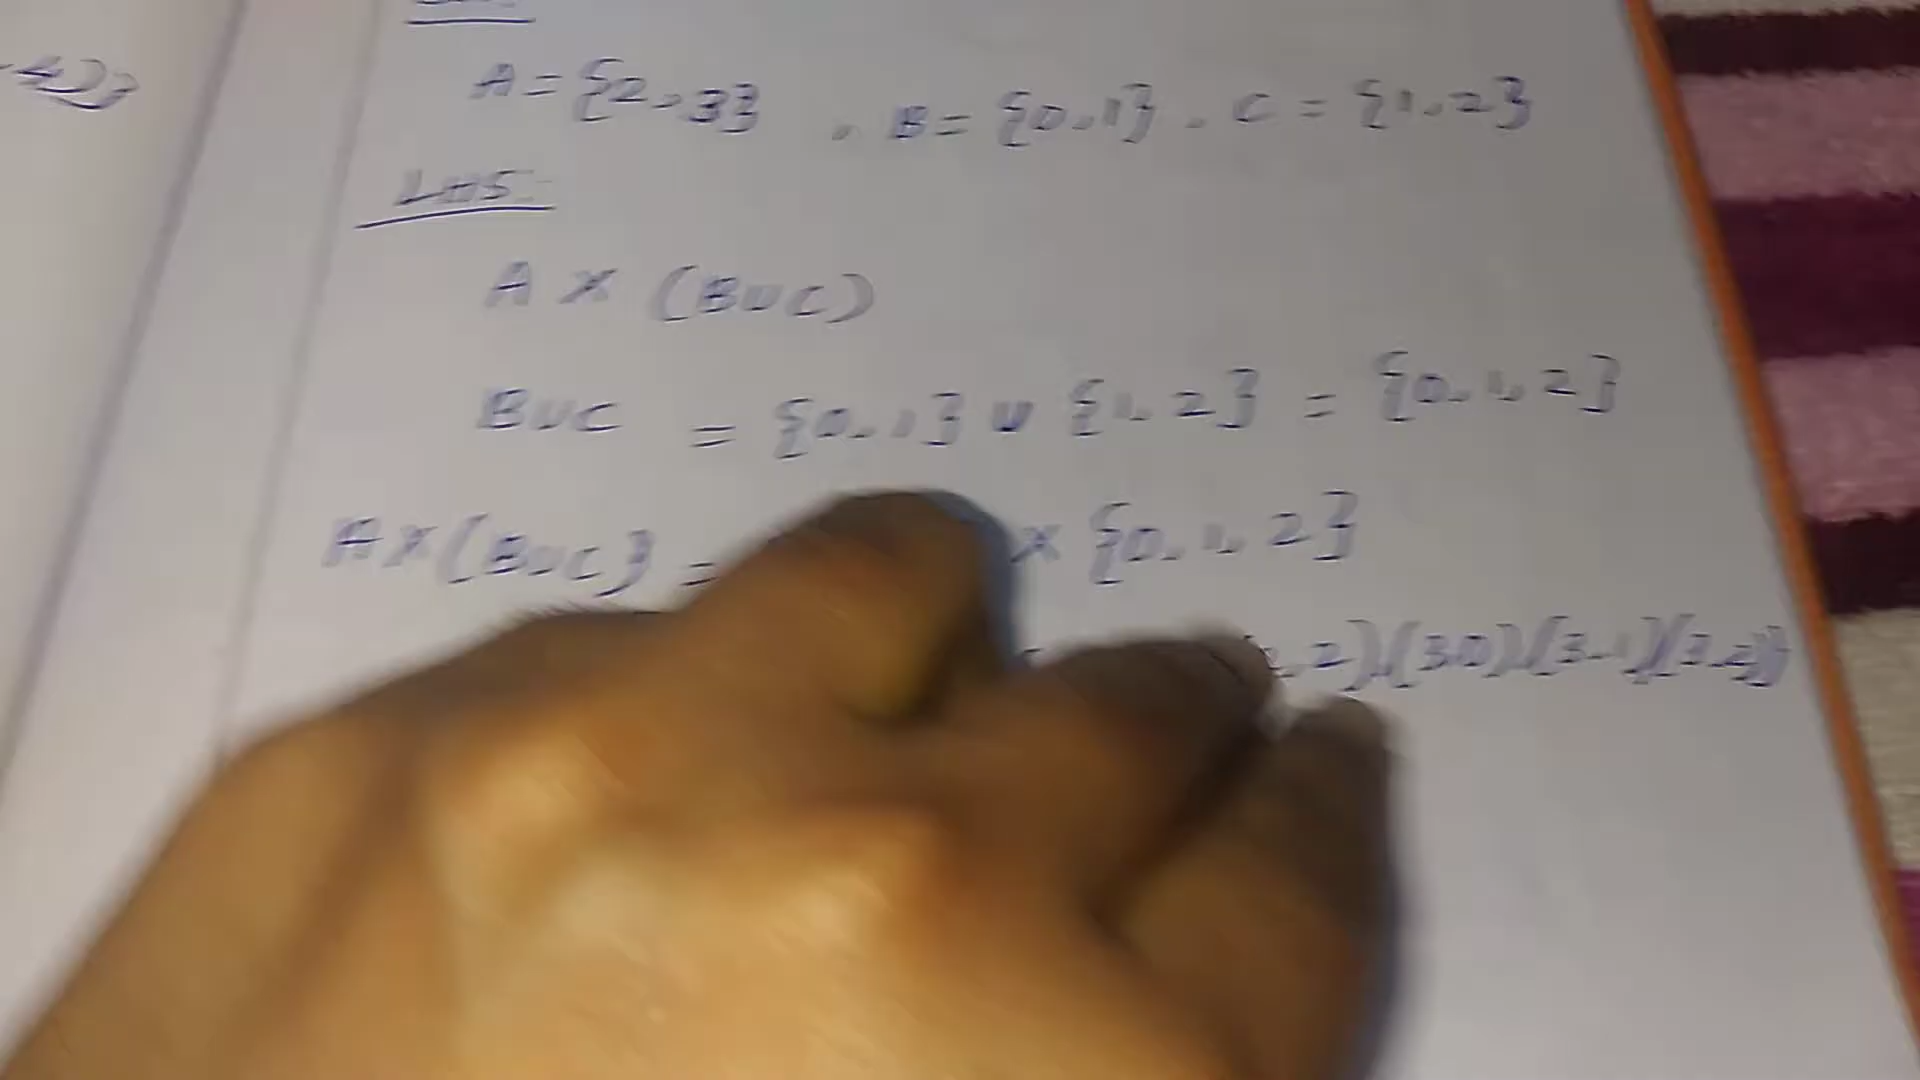 A = {2, 3} , B = {0, 1} , C = {1, 2}
LHS:
A × (B∪C)
B∪C = {0, 1} ∪ {1, 2} = {0, 1, 2}
A×(B∪C} = × {0, 1, 2}
, 2),(3,0),(3,1)(3,2)}